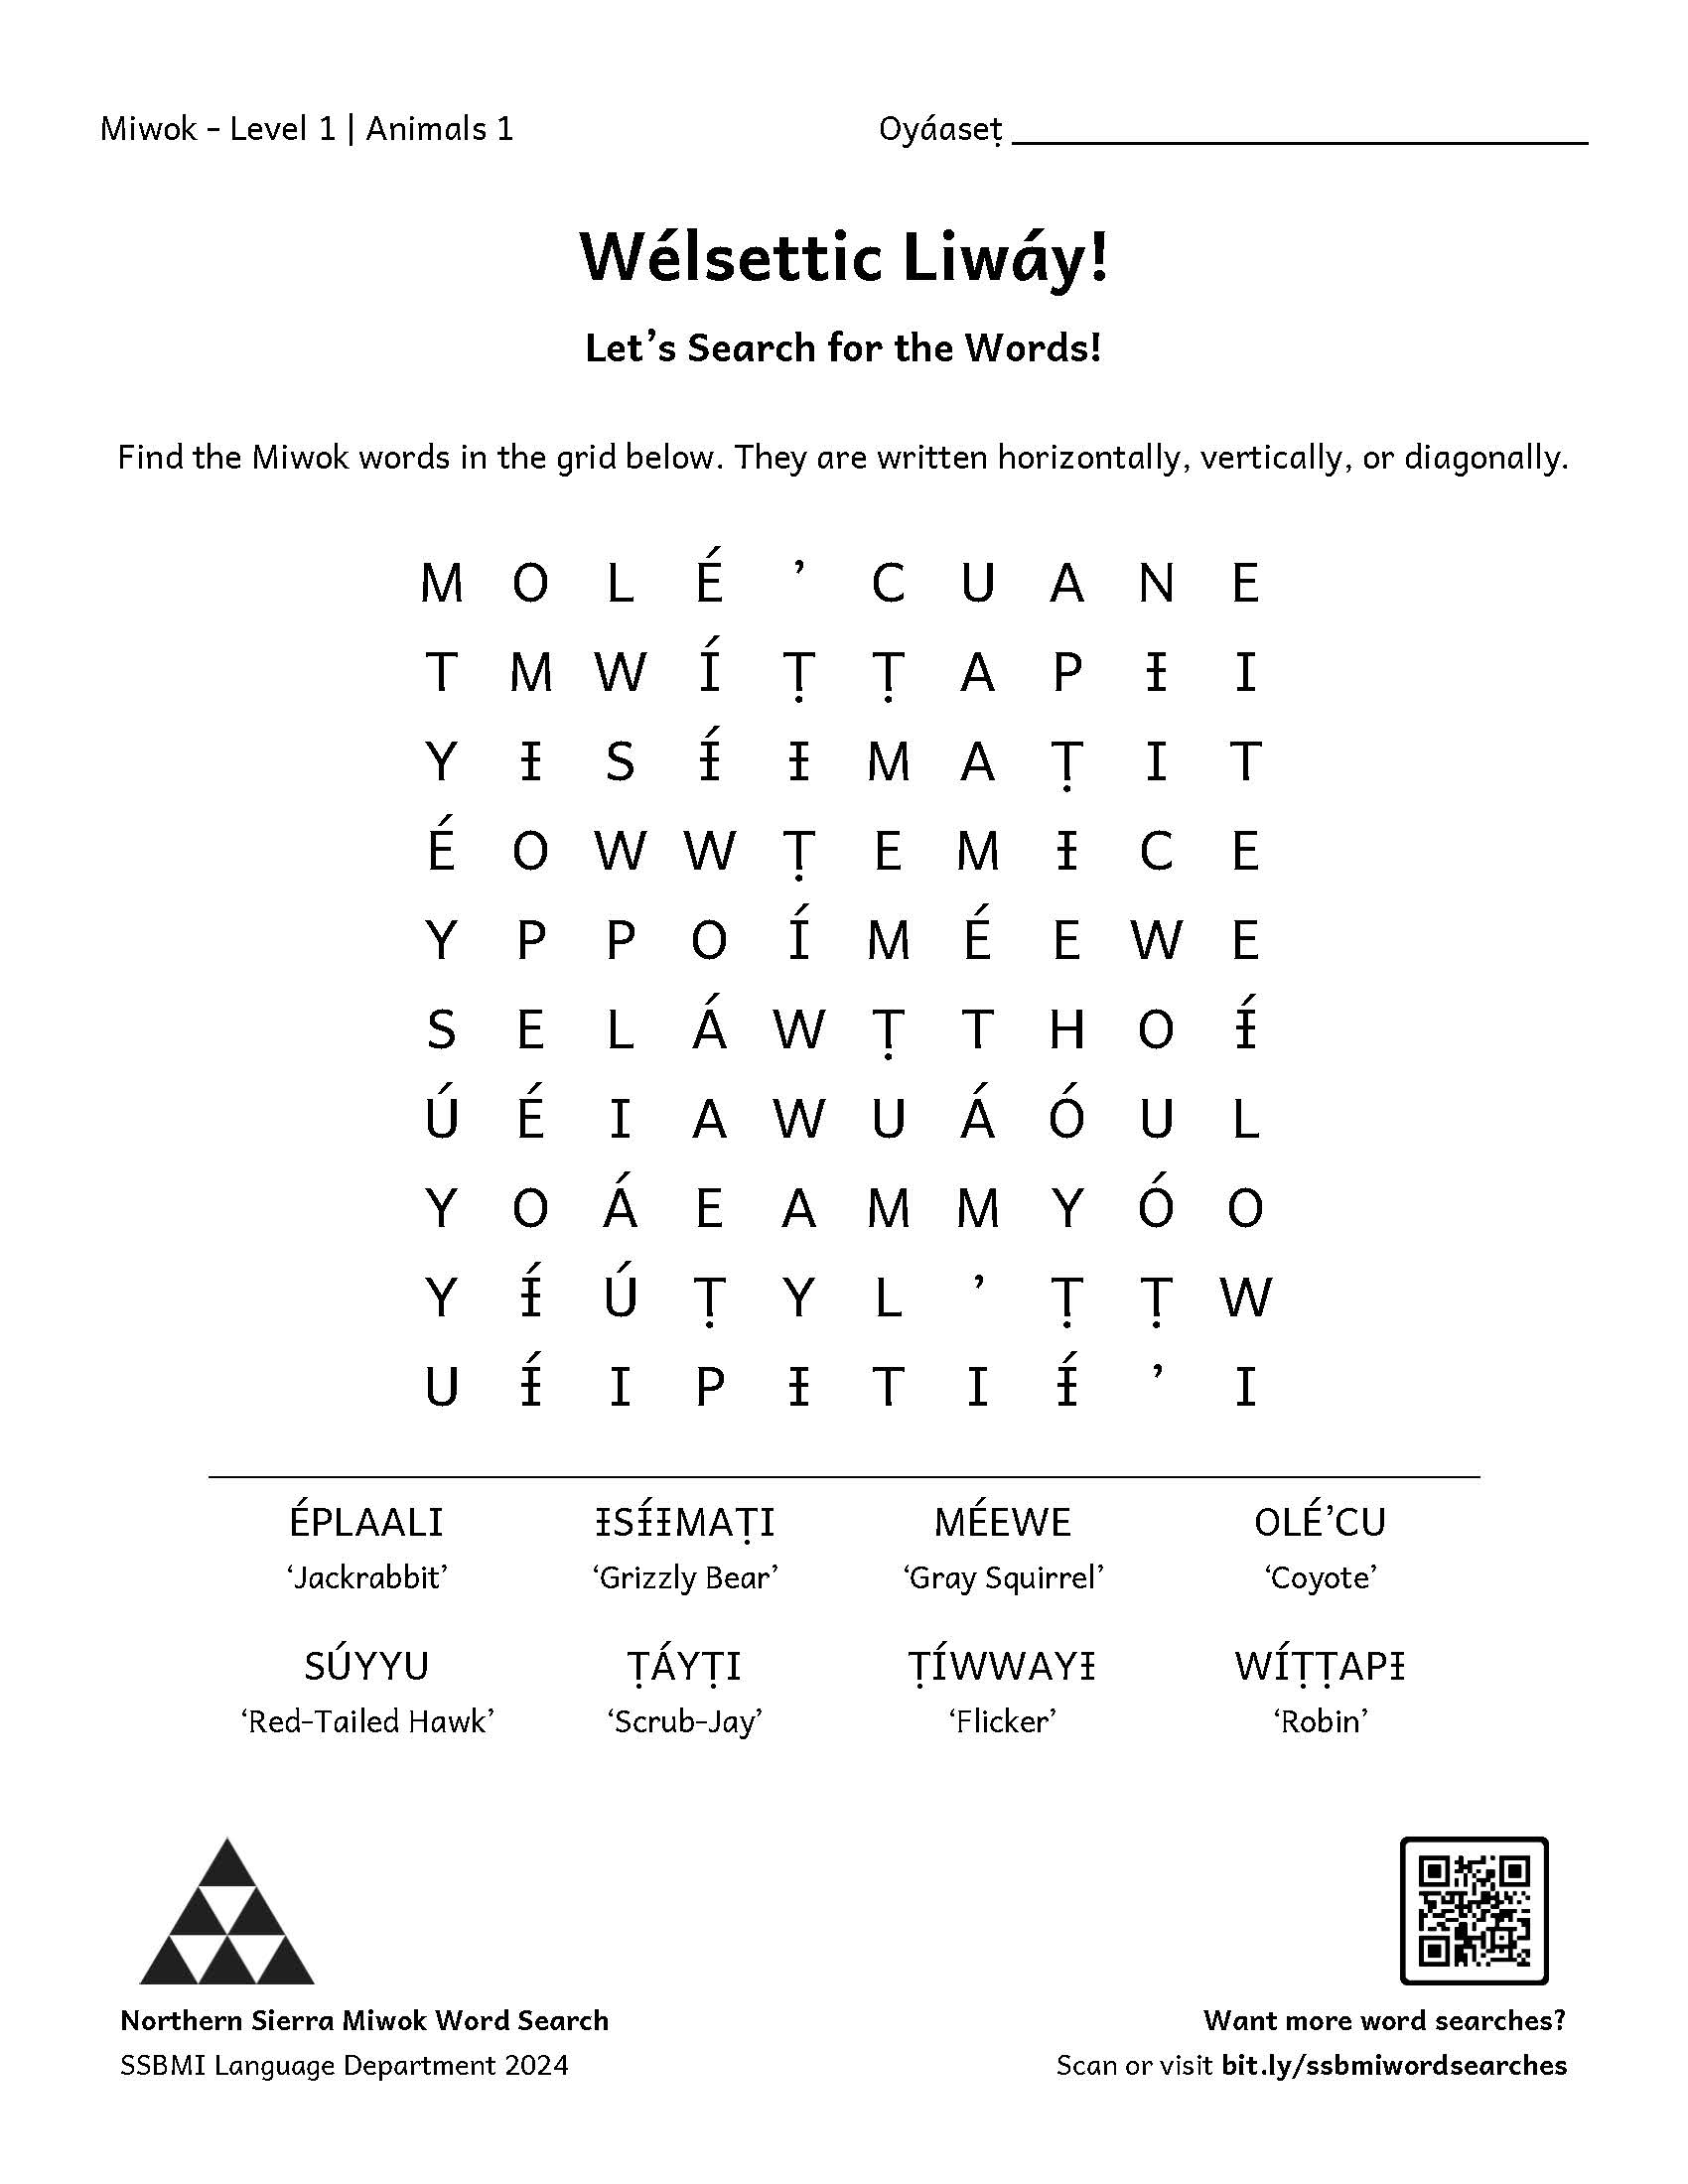 Miwok – Level 1 | Animals 1 Oyáaseṭ
Wélsettic Liwáy!
Let’s Search for the Words!
Find the Miwok words in the grid below. They are written horizontally, vertically, or diagonally.
M O L É ’ C U A N E
T M W Í Ṭ Ṭ A P Ɨ I
Y Ɨ S Ɨ́ Ɨ M A Ṭ I T
É O W W Ṭ E M Ɨ C E
Y P P O Í M É E W E
S E L Á W Ṭ T H O Ɨ́
Ú É I A W U Á Ó U L
Y O Á E A M M Y Ó O
Y Ɨ́ Ú Ṭ Y L ’ Ṭ Ṭ W
U Ɨ́ I P Ɨ T I Ɨ́ ’ I
ÉPLAALI ƗSƗ́ƗMAṬI MÉEWE OLÉ’CU
‘Jackrabbit’ ‘Grizzly Bear’ ‘Gray Squirrel’ ‘Coyote’
SÚYYU ṬÁYṬI ṬÍWWAYƗ WÍṬṬAPƗ
‘Red-Tailed Hawk’ ‘Scrub-Jay’ ‘Flicker’ ‘Robin’
Northern Sierra Miwok Word Search Want more word searches?
SSBMI Language Department 2024 Scan or visit bit.ly/ssbmiwordsearches